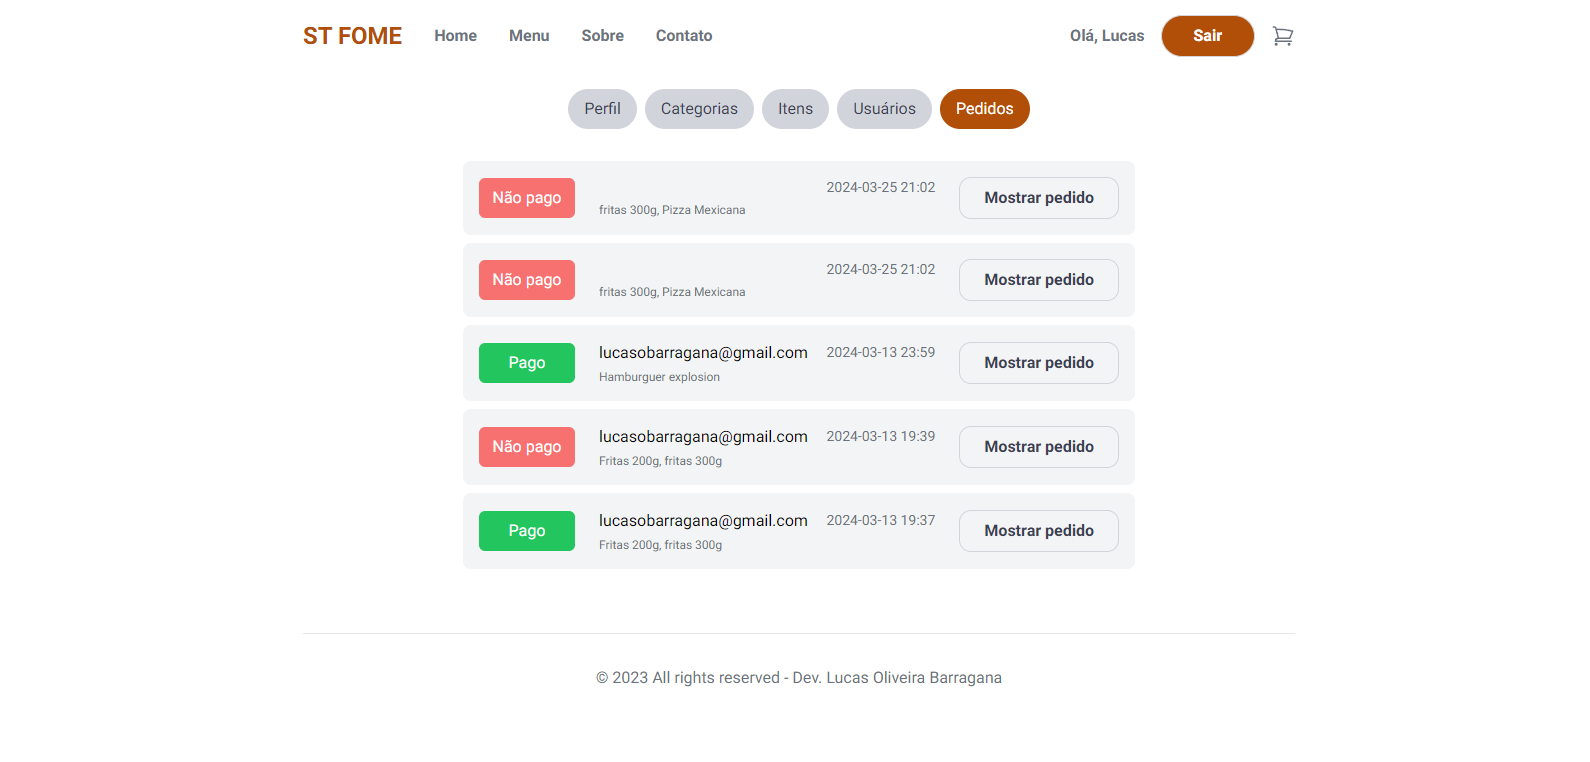 ST FOME Home Menu Sobre Contato Olá, Lucas Sair
Perfil Categorias Itens Usuários Pedidos
Não pago 2024-03-25 21:02 Mostrar pedido
fritas 300g, Pizza Mexicana
Não pago 2024-03-25 21:02 Mostrar pedido
fritas 300g, Pizza Mexicana
Pago lucasobarragana@gmail.com 2024-03-13 23:59 Mostrar pedido
Hamburguer explosion
Não pago lucasobarragana@gmail.com 2024-03-13 19:39 Mostrar pedido
Fritas 200g, fritas 300g
Pago lucasobarragana@gmail.com 2024-03-13 19:37 Mostrar pedido
Fritas 200g, fritas 300g
© 2023 All rights reserved - Dev. Lucas Oliveira Barragana